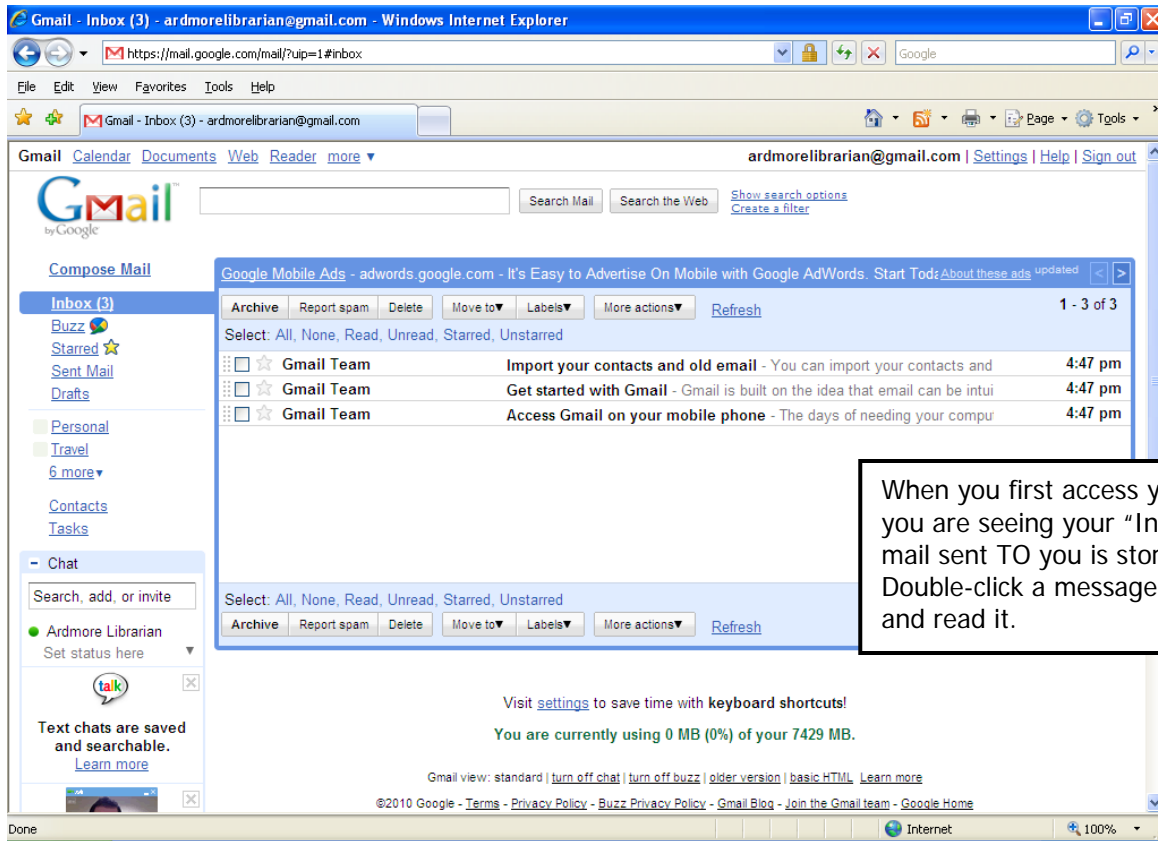 Gmail - Inbox (3) - ardmorelibrarian@gmail.com - Windows Internet Explorer
https://mail.google.com/mail/?uip=1#inbox
Google
File Edit View Favorites Tools Help
Gmail - Inbox (3) - ardmorelibrarian@gmail.com
Page Tools
Gmail Calendar Documents Web Reader more ▼ ardmorelibrarian@gmail.com | Settings | Help | Sign out
Gmail™
by Google
Search Mail Search the Web
Show search options
Create a filter
Compose Mail
Google Mobile Ads - adwords.google.com - It's Easy to Advertise On Mobile with Google AdWords. Start Toda About these ads updated < >
Inbox (3)
Buzz
Starred
Sent Mail
Drafts
Personal
Travel
6 more▼
Contacts
Tasks
Archive Report spam Delete Move to▼ Labels▼ More actions▼ Refresh 1 - 3 of 3
Select: All, None, Read, Unread, Starred, Unstarred
Gmail Team Import your contacts and old email - You can import your contacts and 4:47 pm
Gmail Team Get started with Gmail - Gmail is built on the idea that email can be intui 4:47 pm
Gmail Team Access Gmail on your mobile phone - The days of needing your compu 4:47 pm
When you first access y
you are seeing your “In
mail sent TO you is stor
Double-click a message
and read it.
– Chat
Search, add, or invite
Ardmore Librarian
Set status here ▼
talk
Text chats are saved
and searchable.
Learn more
Select: All, None, Read, Unread, Starred, Unstarred
Archive Report spam Delete Move to▼ Labels▼ More actions▼ Refresh
Visit settings to save time with keyboard shortcuts!
You are currently using 0 MB (0%) of your 7429 MB.
Gmail view: standard | turn off chat | turn off buzz | older version | basic HTML Learn more
©2010 Google - Terms - Privacy Policy - Buzz Privacy Policy - Gmail Blog - Join the Gmail team - Google Home
Done Internet 100%